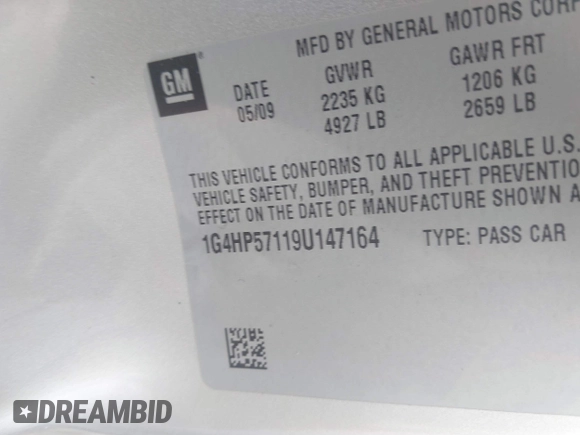 MFD BY GENERAL MOTORS CORP
GM
DATE GVWR GAWR FRT
05/09 2235 KG 1206 KG
4927 LB 2659 LB
THIS VEHICLE CONFORMS TO ALL APPLICABLE U.S.
VEHICLE SAFETY, BUMPER, AND THEFT PREVENTIO
EFFECT ON THE DATE OF MANUFACTURE SHOWN A
1G4HP57119U147164 TYPE: PASS CAR
DREAMBID